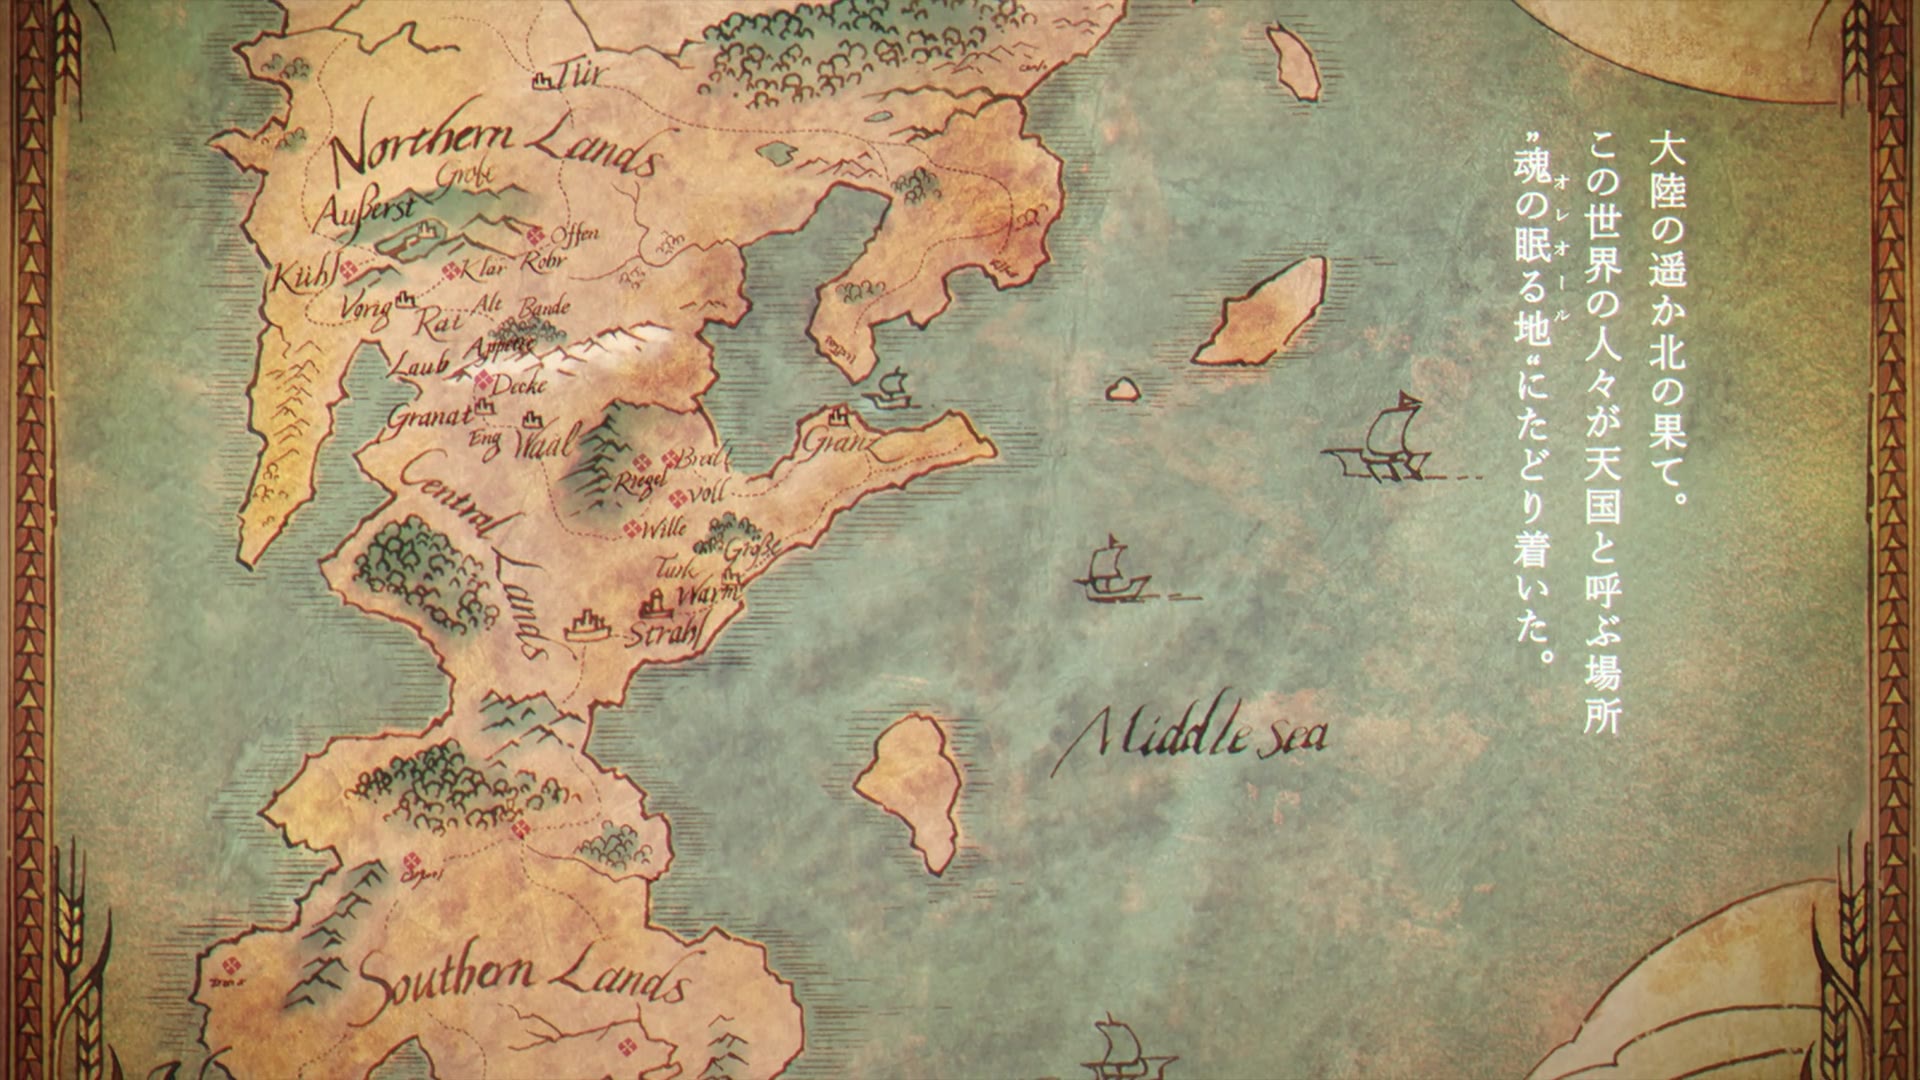 大陸の遥か北の果て。
この世界の人々が天国と呼ぶ場所
〝魂の眠る地〟にたどり着いた。
オレオール
Tür
Northern Lands
Grobe
Außerst
Offen
Kühl
Klar
Rohr
Vorig
Rat
Alt
Bande
Appetit
Laub
Decke
Granat
Eng
Waal
Granz
Riegel
Voll
Central Lands
Wille
Große
Turk
Warm
Strahl
Middle Sea
Southern Lands